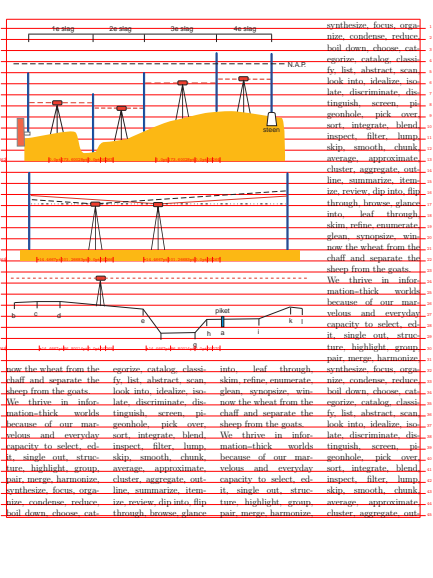 1e slag 2e slag 3e slag 4e slag
N.A.P.
steen
piket
b c d e g h a i k l
synthesize, focus, orga-
nize, condense, reduce,
boil down, choose, cat-
egorize, catalog, classi-
fy, list, abstract, scan,
look into, idealize, iso-
late, discriminate, dis-
tinguish, screen, pi-
geonhole, pick over,
sort, integrate, blend,
inspect, filter, lump,
skip, smooth, chunk,
average, approximate,
cluster, aggregate, out-
line, summarize, item-
ize, review, dip into, flip
through, browse, glance
into, leaf through,
skim, refine, enumerate,
glean, synopsize, win-
now the wheat from the
chaff and separate the
sheep from the goats.
We thrive in infor-
mation-thick worlds
because of our mar-
velous and everyday
capacity to select, ed-
it, single out, struc-
ture, highlight, group,
pair, merge, harmonize,
synthesize, focus, orga-
nize, condense, reduce,
boil down, choose, cat-
egorize, catalog, classi-
fy, list, abstract, scan,
look into, idealize, iso-
late, discriminate, dis-
tinguish, screen, pi-
geonhole, pick over,
sort, integrate, blend,
inspect, filter, lump,
skip, smooth, chunk,
average, approximate,
cluster, aggregate, out-
now the wheat from the
chaff and separate the
sheep from the goats.
We thrive in infor-
mation-thick worlds
because of our mar-
velous and everyday
capacity to select, ed-
it, single out, struc-
ture, highlight, group,
pair, merge, harmonize,
synthesize, focus, orga-
nize, condense, reduce,
boil down, choose, cat-
egorize, catalog, classi-
fy, list, abstract, scan,
look into, idealize, iso-
late, discriminate, dis-
tinguish, screen, pi-
geonhole, pick over,
sort, integrate, blend,
inspect, filter, lump,
skip, smooth, chunk,
average, approximate,
cluster, aggregate, out-
line, summarize, item-
ize, review, dip into, flip
through, browse, glance
into, leaf through,
skim, refine, enumerate,
glean, synopsize, win-
now the wheat from the
chaff and separate the
sheep from the goats.
We thrive in infor-
mation-thick worlds
because of our mar-
velous and everyday
capacity to select, ed-
it, single out, struc-
ture, highlight, group,
pair, merge, harmonize,